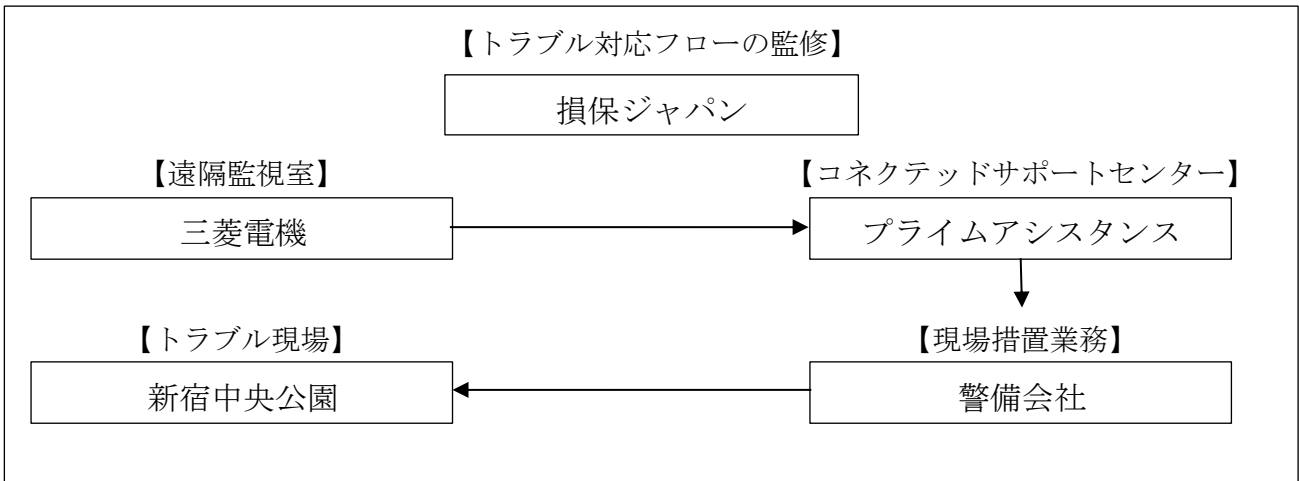 【トラブル対応フローの監修】
損保ジャパン
【遠隔監視室】
【コネクテッドサポートセンター】
三菱電機
プライムアシスタンス
【トラブル現場】
【現場措置業務】
新宿中央公園
警備会社